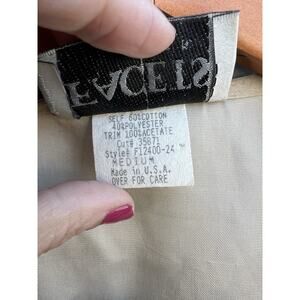 FACETS
SELF 60%COTTON
40%POLYESTER
TRIM 100%ACETATE
Cut# 35871
Style# F12400-24
MEDIUM
Made in U.S.A.
OVER FOR CARE